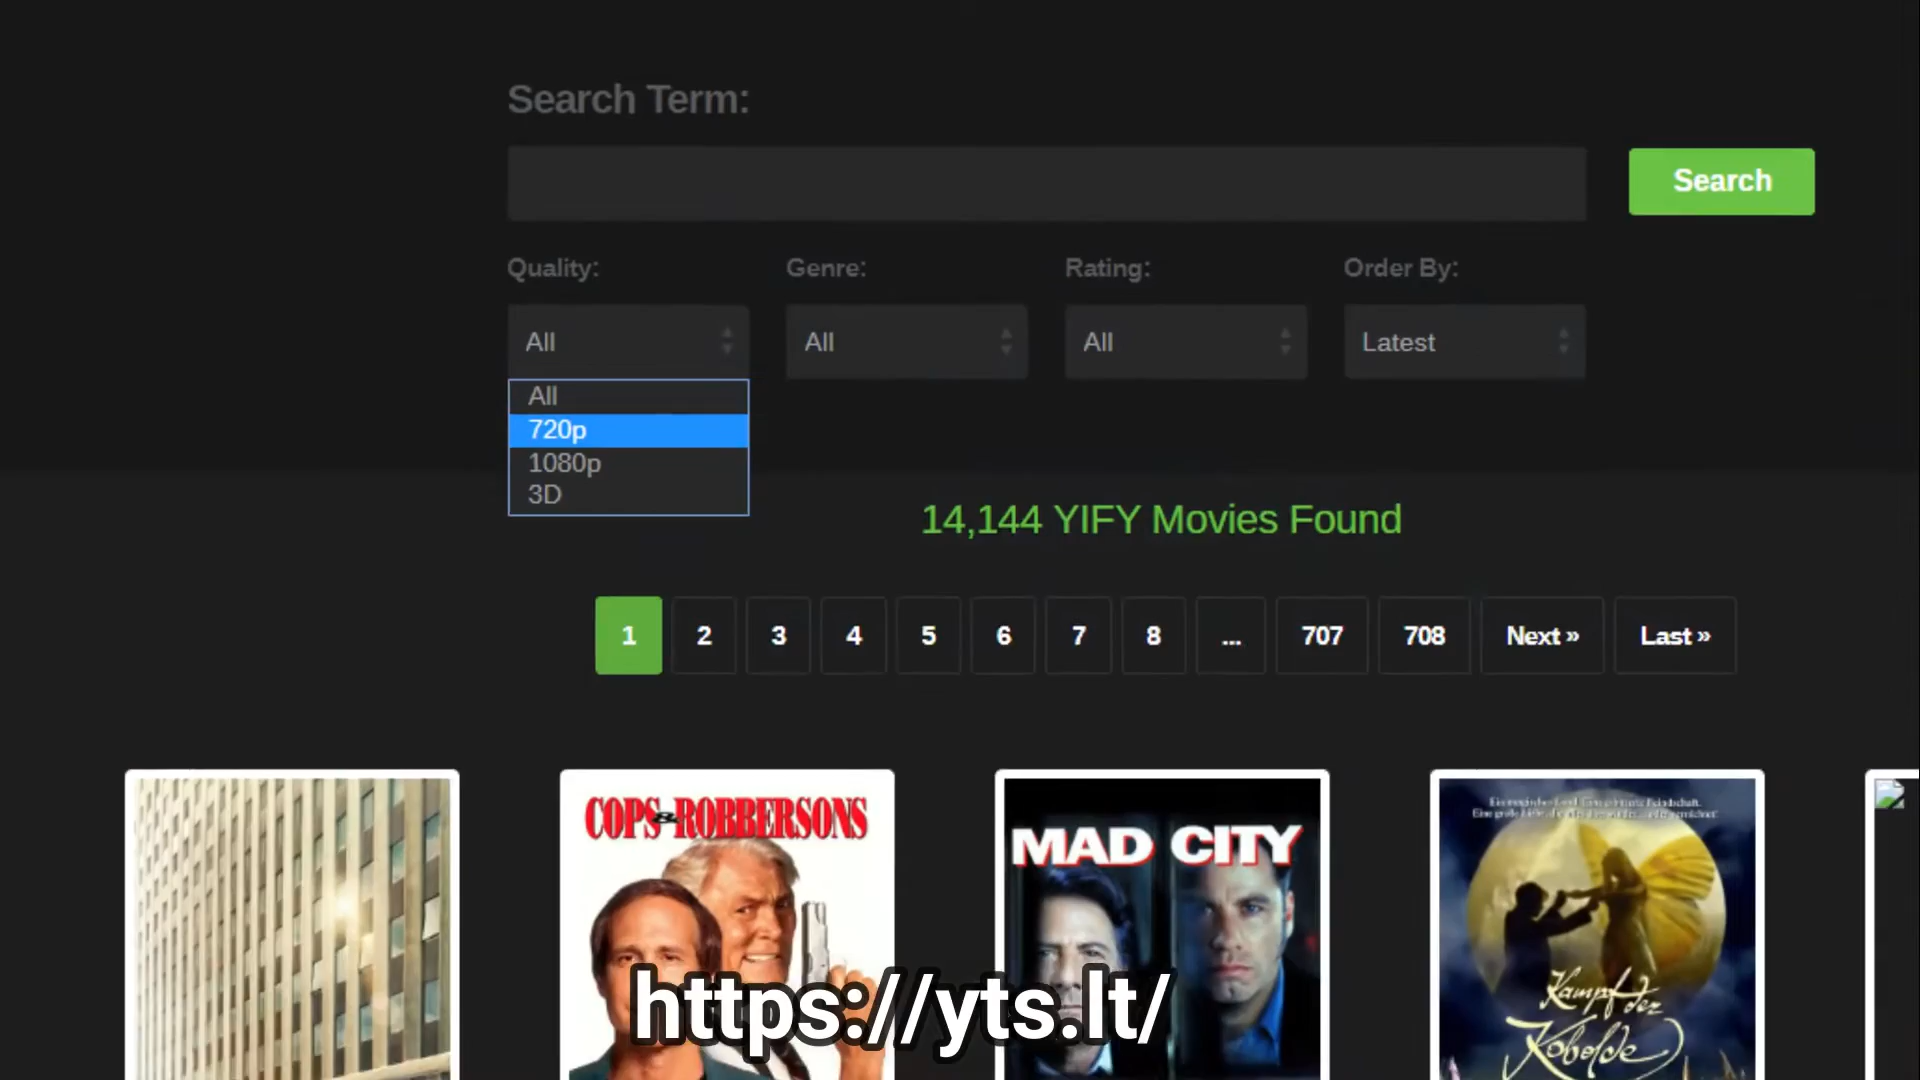 Search Term:
Search
Quality: Genre: Rating: Order By:
All All All Latest
All
720p
1080p
3D
14,144 YIFY Movies Found
1 2 3 4 5 6 7 8 ... 707 708 Next » Last »
COPS & ROBBERSONS
MAD CITY
Kampf der
Kobolde
https://yts.lt/